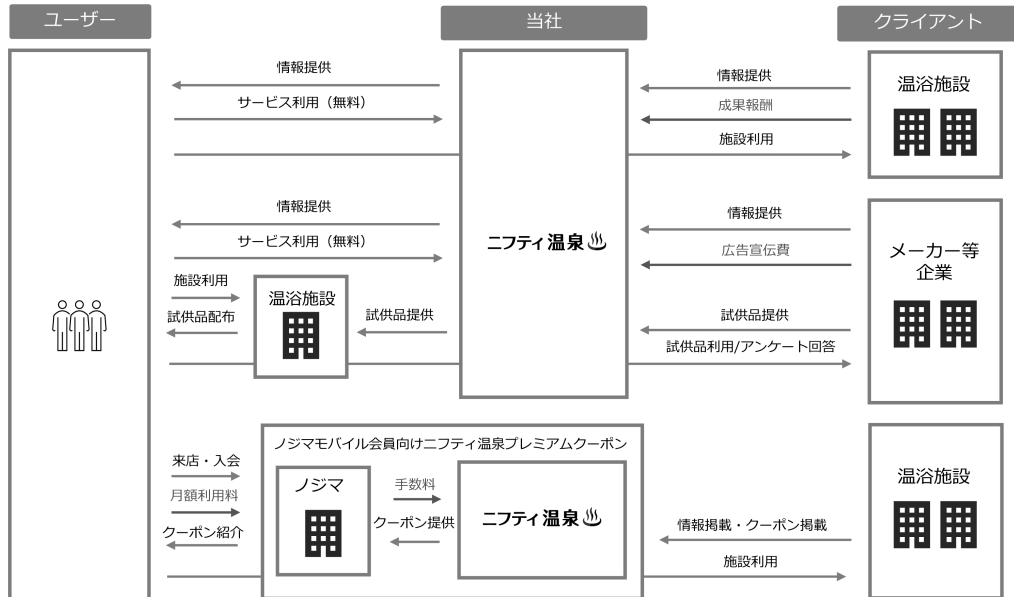 ユーザー
当社
クライアント
情報提供
サービス利用（無料）
情報提供
成果報酬
施設利用
温浴施設
情報提供
サービス利用（無料）
施設利用
試供品配布
温浴施設
試供品提供
ニフティ温泉
情報提供
広告宣伝費
試供品提供
試供品利用/アンケート回答
メーカー等
企業
ノジマモバイル会員向けニフティ温泉プレミアムクーポン
来店・入会
月額利用料
クーポン紹介
ノジマ
手数料
クーポン提供
ニフティ温泉
情報掲載・クーポン掲載
施設利用
温浴施設